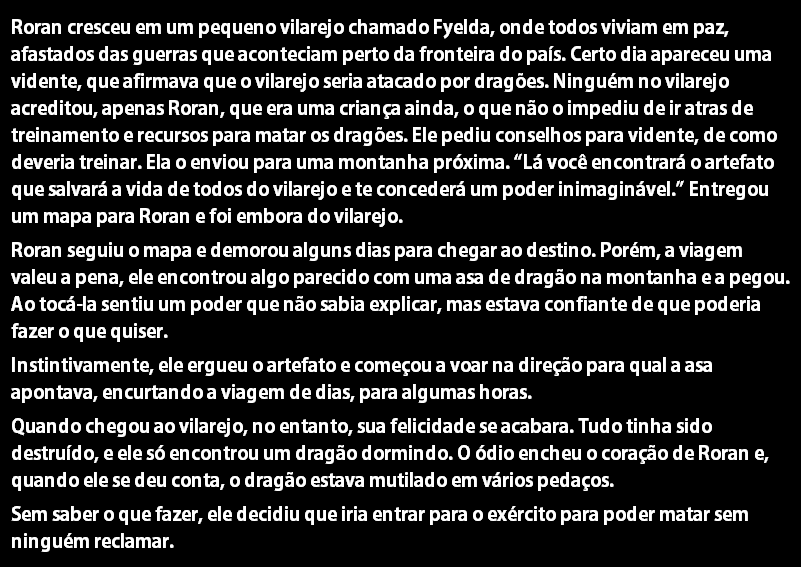 Roran cresceu em um pequeno vilarejo chamado Fyelda, onde todos viviam em paz,
afastados das guerras que aconteciam perto da fronteira do país. Certo dia apareceu uma
vidente, que afirmava que o vilarejo seria atacado por dragões. Ninguém no vilarejo
acreditou, apenas Roran, que era uma criança ainda, o que não o impediu de ir atras de
treinamento e recursos para matar os dragões. Ele pediu conselhos para vidente, de como
deveria treinar. Ela o enviou para uma montanha próxima. “Lá você encontrará o artefato
que salvará a vida de todos do vilarejo e te concederá um poder inimaginável.” Entregou
um mapa para Roran e foi embora do vilarejo.
Roran seguiu o mapa e demorou alguns dias para chegar ao destino. Porém, a viagem
valeu a pena, ele encontrou algo parecido com uma asa de dragão na montanha e a pegou.
Ao tocá-la sentiu um poder que não sabia explicar, mas estava confiante de que poderia
fazer o que quiser.
Instintivamente, ele ergueu o artefato e começou a voar na direção para qual a asa
apontava, encurtando a viagem de dias, para algumas horas.
Quando chegou ao vilarejo, no entanto, sua felicidade se acabara. Tudo tinha sido
destruído, e ele só encontrou um dragão dormindo. O ódio encheu o coração de Roran e,
quando ele se deu conta, o dragão estava mutilado em vários pedaços.
Sem saber o que fazer, ele decidiu que iria entrar para o exército para poder matar sem
ninguém reclamar.